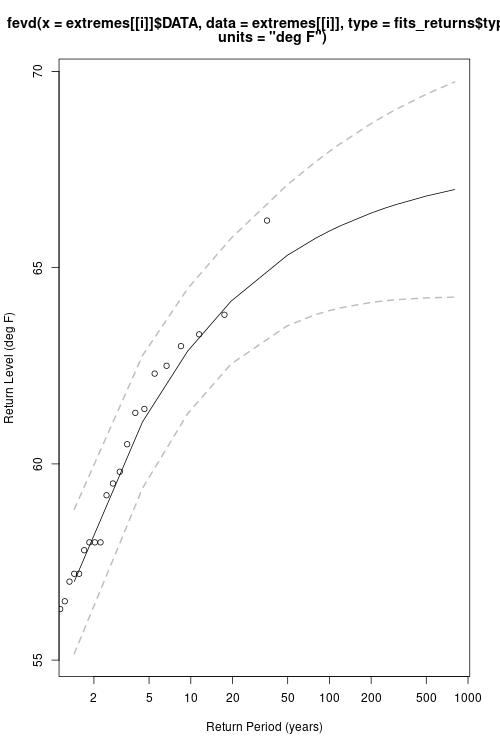 fevd(x = extremes[[i]]$DATA, data = extremes[[i]], type = fits_returns$typ
units = "deg F")
70
65
60
55
Return Level (deg F)
2 5 10 20 50 100 200 500 1000
Return Period (years)